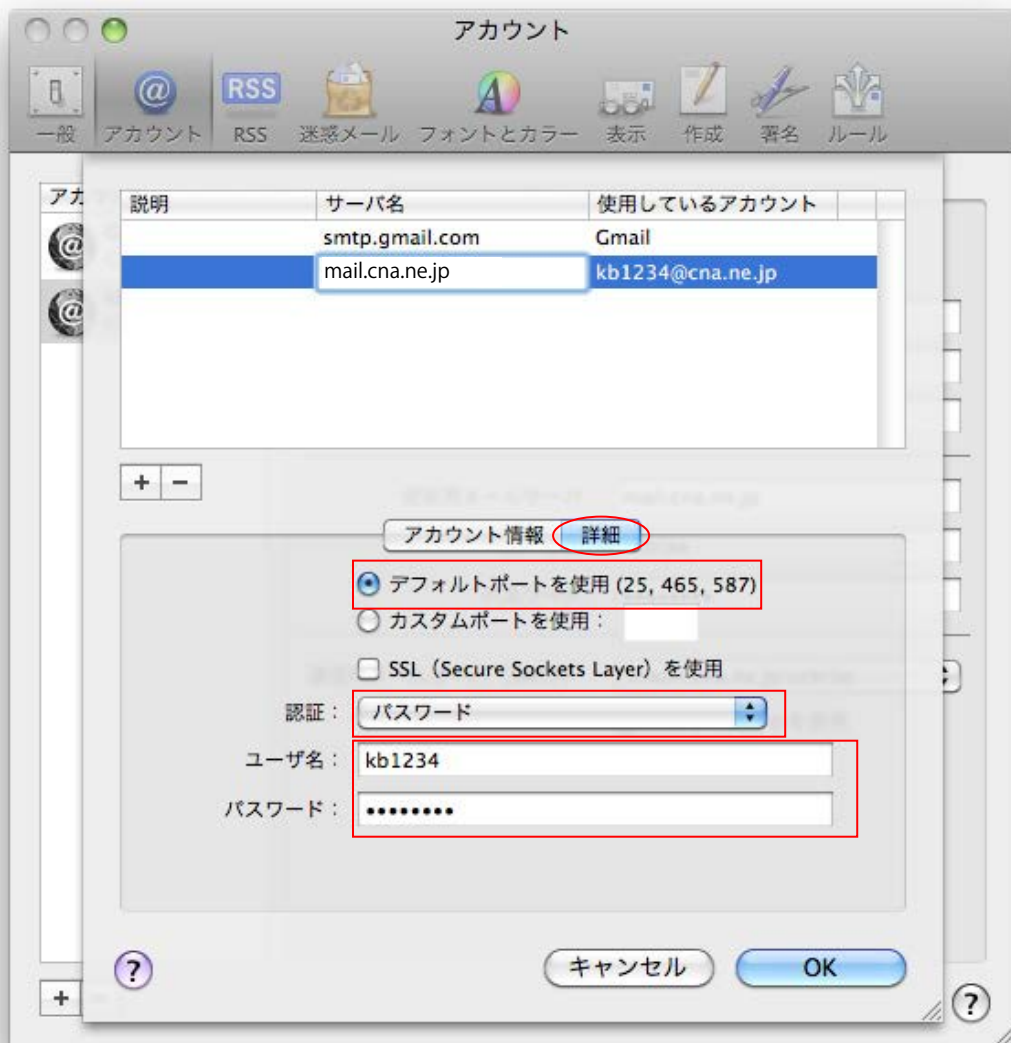 アカウント
一般 アカウント RSS 迷惑メール フォントとカラー 表示 作成 署名 ルール
RSS
アカ
説明 サーバ名 使用しているアカウント
smtp.gmail.com Gmail
mail.cna.ne.jp kb1234@cna.ne.jp
+ −
アカウント情報 詳細
デフォルトポートを使用 (25, 465, 587)
カスタムポートを使用：
SSL（Secure Sockets Layer）を使用
認証： パスワード
ユーザ名： kb1234
パスワード： ••••••••
? キャンセル OK
+ ?